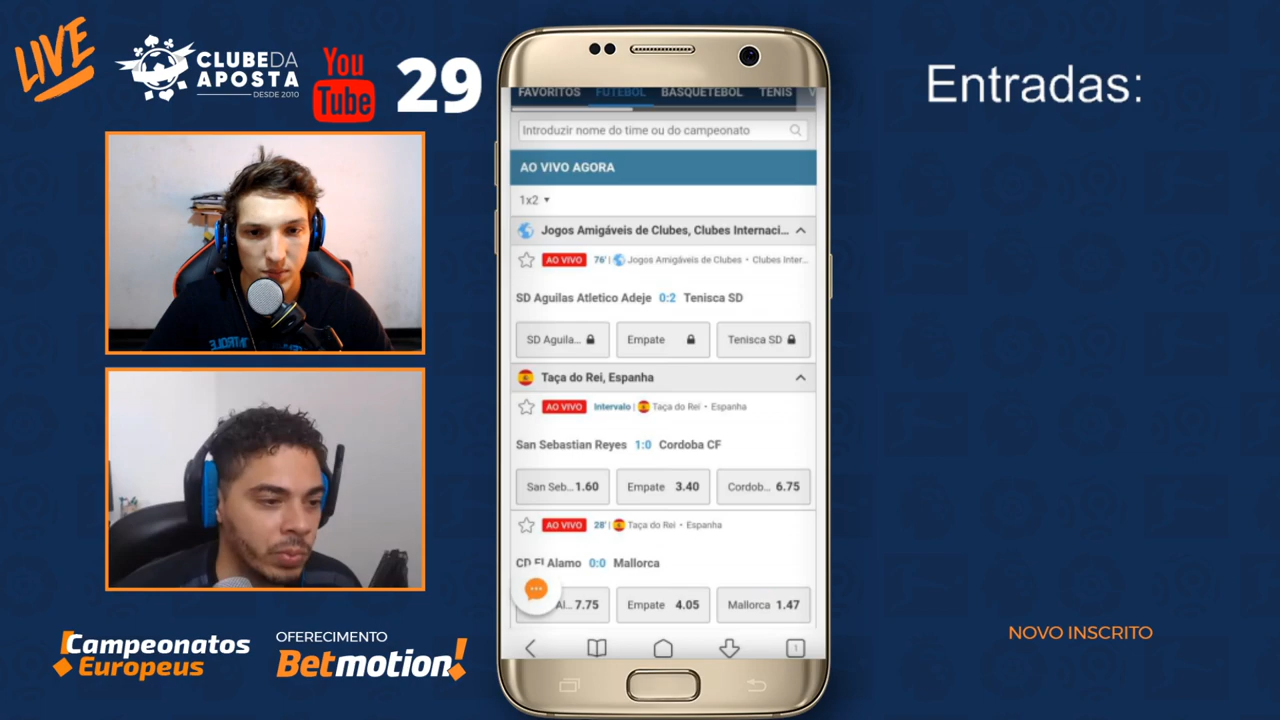 LIVE
CLUBEDA
APOSTA
DESDE 2010
You
Tube
29
Entradas:
FAVORITOS FUTEBOL BASQUETEBOL TENIS
Introduzir nome do time ou do campeonato
AO VIVO AGORA
1x2
Jogos Amigáveis de Clubes, Clubes Internaci...
AO VIVO 76' | Jogos Amigáveis de Clubes • Clubes Inter...
SD Aguilas Atletico Adeje 0:2 Tenisca SD
SD Aguila... Empate Tenisca SD
Taça do Rei, Espanha
AO VIVO Intervalo | Taça do Rei • Espanha
San Sebastian Reyes 1:0 Cordoba CF
San Seb... 1.60 Empate 3.40 Cordob... 6.75
AO VIVO 28' | Taça do Rei • Espanha
CD El Alamo 0:0 Mallorca
Al... 7.75 Empate 4.05 Mallorca 1.47
1
Campeonatos
Europeus
OFERECIMENTO
Betmotion!
NOVO INSCRITO